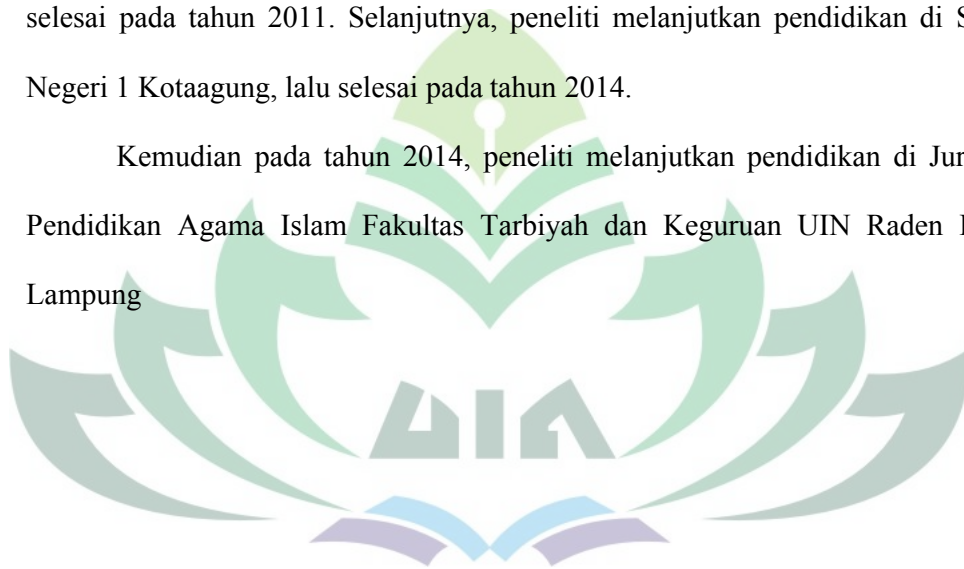 selesai pada tahun 2011. Selanjutnya, peneliti melanjutkan pendidikan di
Negeri 1 Kotaagung, lalu selesai pada tahun 2014.
Kemudian pada tahun 2014, peneliti melanjutkan pendidikan di
Pendidikan Agama Islam Fakultas Tarbiyah dan Keguruan UIN Raden
Lampung
UIN